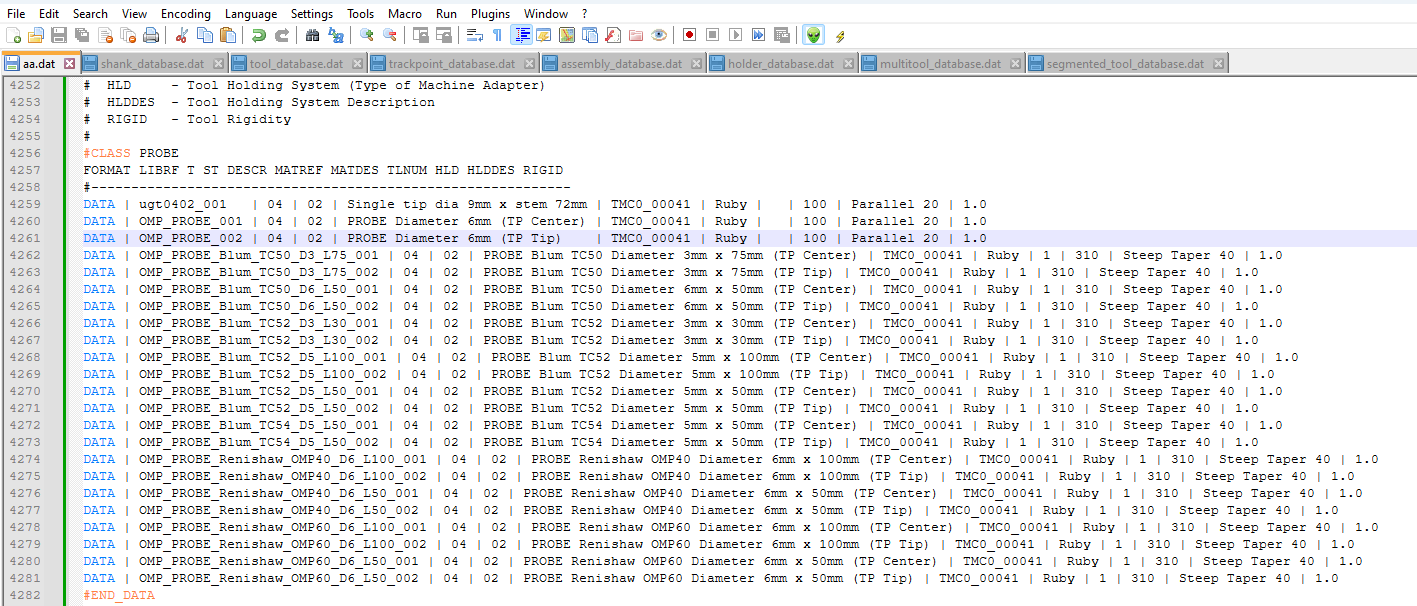 File Edit Search View Encoding Language Settings Tools Macro Run Plugins Window ?
aa.dat shank_database.dat tool_database.dat trackpoint_database.dat assembly_database.dat holder_database.dat multitool_database.dat segmented_tool_database.dat
4252 #  HLD     - Tool Holding System (Type of Machine Adapter)
4253 #  HLDDES  - Tool Holding System Description
4254 #  RIGID   - Tool Rigidity
4255 #
4256 #CLASS PROBE
4257 FORMAT LIBRF T ST DESCR MATREF MATDES TLNUM HLD HLDDES RIGID
4258 #------------------------------------------------------------
4259 DATA | ugt0402_001   | 04 | 02 | Single tip dia 9mm x stem 72mm | TMC0_00041 | Ruby |   | 100 | Parallel 20 | 1.0
4260 DATA | OMP_PROBE_001 | 04 | 02 | PROBE Diameter 6mm (TP Center) | TMC0_00041 | Ruby |   | 100 | Parallel 20 | 1.0
4261 DATA | OMP_PROBE_002 | 04 | 02 | PROBE Diameter 6mm (TP Tip)    | TMC0_00041 | Ruby |   | 100 | Parallel 20 | 1.0
4262 DATA | OMP_PROBE_Blum_TC50_D3_L75_001 | 04 | 02 | PROBE Blum TC50 Diameter 3mm x 75mm (TP Center) | TMC0_00041 | Ruby | 1 | 310 | Steep Taper 40 | 1.0
4263 DATA | OMP_PROBE_Blum_TC50_D3_L75_002 | 04 | 02 | PROBE Blum TC50 Diameter 3mm x 75mm (TP Tip) | TMC0_00041 | Ruby | 1 | 310 | Steep Taper 40 | 1.0
4264 DATA | OMP_PROBE_Blum_TC50_D6_L50_001 | 04 | 02 | PROBE Blum TC50 Diameter 6mm x 50mm (TP Center) | TMC0_00041 | Ruby | 1 | 310 | Steep Taper 40 | 1.0
4265 DATA | OMP_PROBE_Blum_TC50_D6_L50_002 | 04 | 02 | PROBE Blum TC50 Diameter 6mm x 50mm (TP Tip) | TMC0_00041 | Ruby | 1 | 310 | Steep Taper 40 | 1.0
4266 DATA | OMP_PROBE_Blum_TC52_D3_L30_001 | 04 | 02 | PROBE Blum TC52 Diameter 3mm x 30mm (TP Center) | TMC0_00041 | Ruby | 1 | 310 | Steep Taper 40 | 1.0
4267 DATA | OMP_PROBE_Blum_TC52_D3_L30_002 | 04 | 02 | PROBE Blum TC52 Diameter 3mm x 30mm (TP Tip) | TMC0_00041 | Ruby | 1 | 310 | Steep Taper 40 | 1.0
4268 DATA | OMP_PROBE_Blum_TC52_D5_L100_001 | 04 | 02 | PROBE Blum TC52 Diameter 5mm x 100mm (TP Center) | TMC0_00041 | Ruby | 1 | 310 | Steep Taper 40 | 1.0
4269 DATA | OMP_PROBE_Blum_TC52_D5_L100_002 | 04 | 02 | PROBE Blum TC52 Diameter 5mm x 100mm (TP Tip) | TMC0_00041 | Ruby | 1 | 310 | Steep Taper 40 | 1.0
4270 DATA | OMP_PROBE_Blum_TC52_D5_L50_001 | 04 | 02 | PROBE Blum TC52 Diameter 5mm x 50mm (TP Center) | TMC0_00041 | Ruby | 1 | 310 | Steep Taper 40 | 1.0
4271 DATA | OMP_PROBE_Blum_TC52_D5_L50_002 | 04 | 02 | PROBE Blum TC52 Diameter 5mm x 50mm (TP Tip) | TMC0_00041 | Ruby | 1 | 310 | Steep Taper 40 | 1.0
4272 DATA | OMP_PROBE_Blum_TC54_D5_L50_001 | 04 | 02 | PROBE Blum TC54 Diameter 5mm x 50mm (TP Center) | TMC0_00041 | Ruby | 1 | 310 | Steep Taper 40 | 1.0
4273 DATA | OMP_PROBE_Blum_TC54_D5_L50_002 | 04 | 02 | PROBE Blum TC54 Diameter 5mm x 50mm (TP Tip) | TMC0_00041 | Ruby | 1 | 310 | Steep Taper 40 | 1.0
4274 DATA | OMP_PROBE_Renishaw_OMP40_D6_L100_001 | 04 | 02 | PROBE Renishaw OMP40 Diameter 6mm x 100mm (TP Center) | TMC0_00041 | Ruby | 1 | 310 | Steep Taper 40 | 1.0
4275 DATA | OMP_PROBE_Renishaw_OMP40_D6_L100_002 | 04 | 02 | PROBE Renishaw OMP40 Diameter 6mm x 100mm (TP Tip) | TMC0_00041 | Ruby | 1 | 310 | Steep Taper 40 | 1.0
4276 DATA | OMP_PROBE_Renishaw_OMP40_D6_L50_001 | 04 | 02 | PROBE Renishaw OMP40 Diameter 6mm x 50mm (TP Center) | TMC0_00041 | Ruby | 1 | 310 | Steep Taper 40 | 1.0
4277 DATA | OMP_PROBE_Renishaw_OMP40_D6_L50_002 | 04 | 02 | PROBE Renishaw OMP40 Diameter 6mm x 50mm (TP Tip) | TMC0_00041 | Ruby | 1 | 310 | Steep Taper 40 | 1.0
4278 DATA | OMP_PROBE_Renishaw_OMP60_D6_L100_001 | 04 | 02 | PROBE Renishaw OMP60 Diameter 6mm x 100mm (TP Center) | TMC0_00041 | Ruby | 1 | 310 | Steep Taper 40 | 1.0
4279 DATA | OMP_PROBE_Renishaw_OMP60_D6_L100_002 | 04 | 02 | PROBE Renishaw OMP60 Diameter 6mm x 100mm (TP Tip) | TMC0_00041 | Ruby | 1 | 310 | Steep Taper 40 | 1.0
4280 DATA | OMP_PROBE_Renishaw_OMP60_D6_L50_001 | 04 | 02 | PROBE Renishaw OMP60 Diameter 6mm x 50mm (TP Center) | TMC0_00041 | Ruby | 1 | 310 | Steep Taper 40 | 1.0
4281 DATA | OMP_PROBE_Renishaw_OMP60_D6_L50_002 | 04 | 02 | PROBE Renishaw OMP60 Diameter 6mm x 50mm (TP Tip) | TMC0_00041 | Ruby | 1 | 310 | Steep Taper 40 | 1.0
4282 #END_DATA